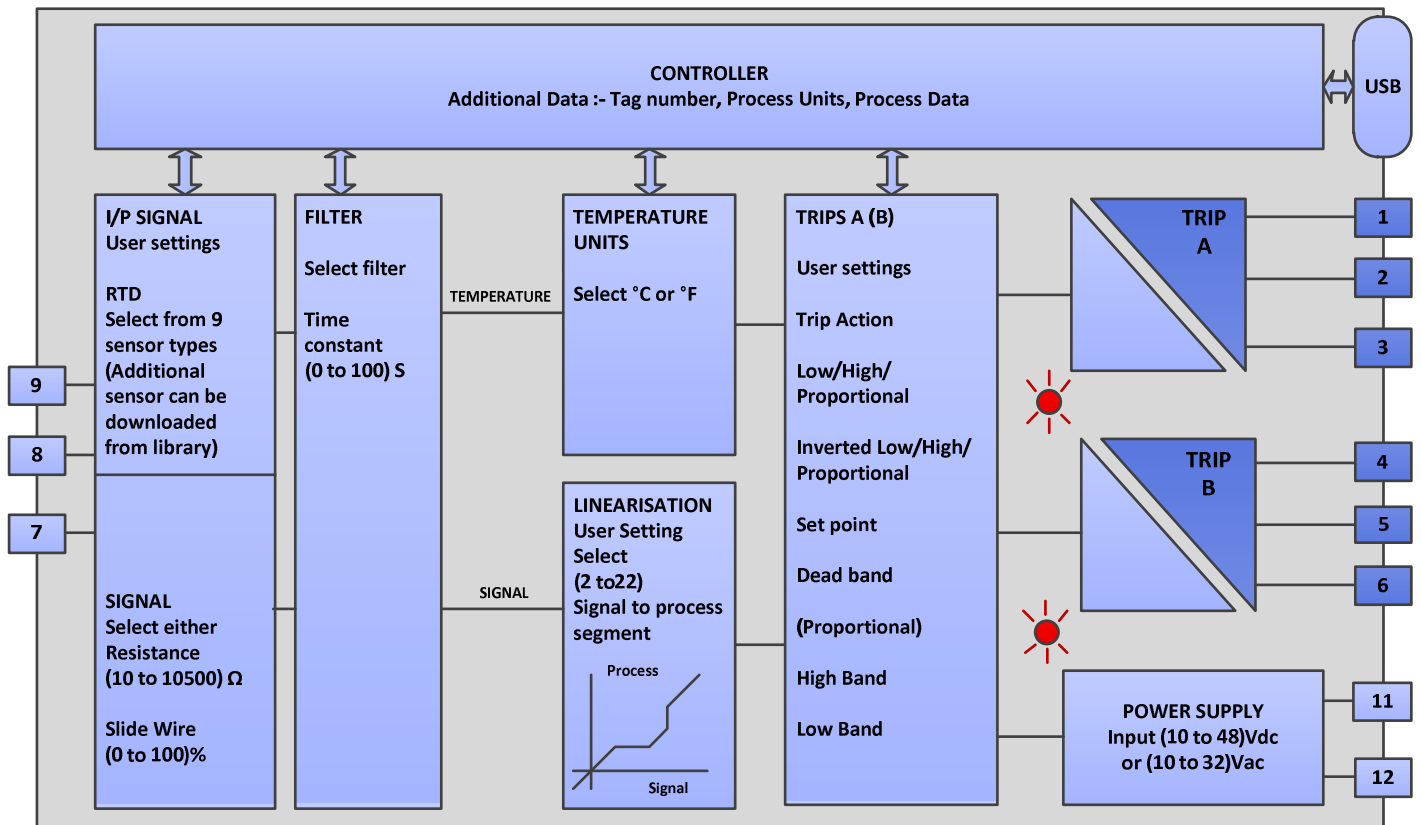 CONTROLLER
Additional Data :- Tag number, Process Units, Process Data
USB
I/P SIGNAL
User settings
RTD
Select from 9
sensor types
(Additional
sensor can be
downloaded
from library)
SIGNAL
Select either
Resistance
(10 to 10500) Ω
Slide Wire
(0 to 100)%
9
8
7
FILTER
Select filter
Time
constant
(0 to 100) S
TEMPERATURE
SIGNAL
TEMPERATURE
UNITS
Select °C or °F
LINEARISATION
User Setting
Select
(2 to22)
Signal to process
segment
Process
Signal
TRIPS A (B)
User settings
Trip Action
Low/High/
Proportional
Inverted Low/High/
Proportional
Set point
Dead band
(Proportional)
High Band
Low Band
TRIP
A
1
2
3
TRIP
B
4
5
6
POWER SUPPLY
Input (10 to 48)Vdc
or (10 to 32)Vac
11
12